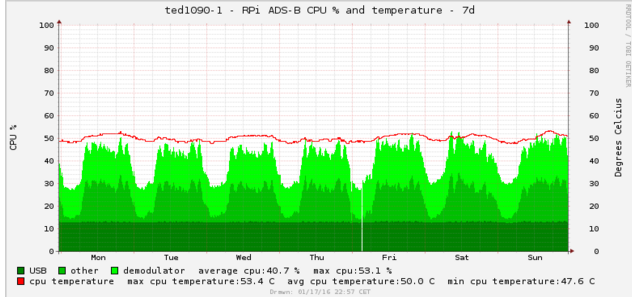 ted1090-1 - RPi ADS-B CPU % and temperature - 7d
RRDTOOL / TOBI OETIKER
CPU %
Degrees Celcius
100 100
90 90
80 80
70 70
60 60
50 50
40 40
30 30
20 20
10 10
0 0
Mon Tue Wed Thu Fri Sat Sun
USB other demodulator average cpu:40.7 % max cpu:53.1 %
cpu temperature max cpu temperature:53.4 C avg cpu temperature:50.0 C min cpu temperature:47.6 C
Drawn: 01/17/16 22:57 CET